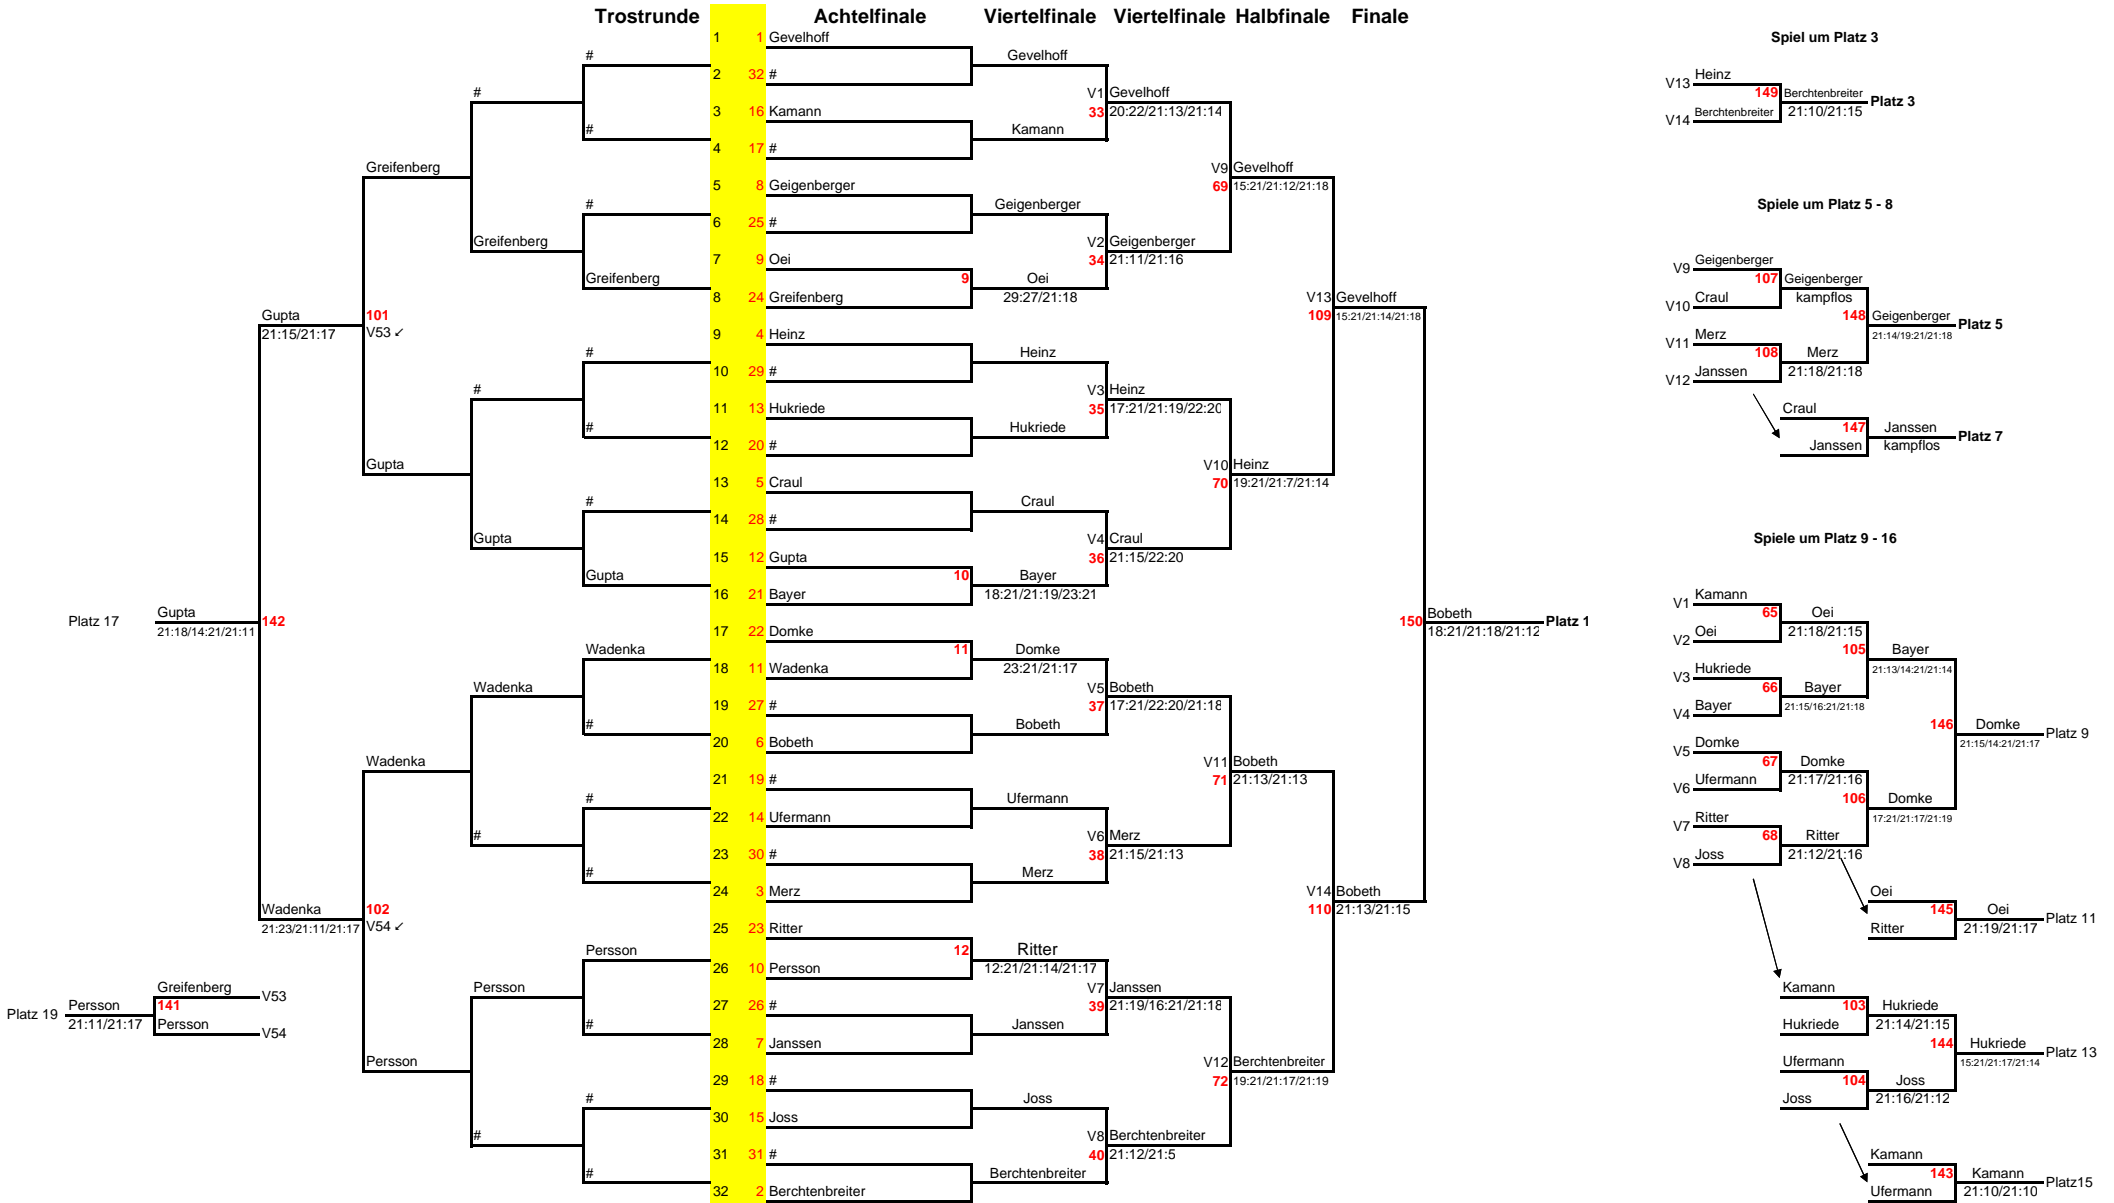 Trostrunde Achtelfinale Viertelfinale Viertelfinale Halbfinale Finale
1 1 Gevelhoff
2 32 #
3 16 Kamann
4 17 #
5 8 Geigenberger
6 25 #
7 9 Oei
9
8 24 Greifenberg
9 4 Heinz
10 29 #
11 13 Hukriede
12 20 #
13 5 Craul
14 28 #
15 12 Gupta
10
16 21 Bayer
17 22 Domke
11
18 11 Wadenka
19 27 #
20 6 Bobeth
21 19 #
22 14 Ufermann
23 30 #
24 3 Merz
25 23 Ritter
12
26 10 Persson
27 26 #
28 7 Janssen
29 18 #
30 15 Joss
31 31 #
32 2 Berchtenbreiter
#
#
#
Greifenberg
#
#
#
Gupta
Wadenka
#
#
#
Persson
#
#
#
#
Greifenberg
#
Gupta
Wadenka
#
Persson
#
Greifenberg
Gupta
Wadenka
Persson
Gupta
21:15/21:17
101
V53 ↙
Wadenka
21:23/21:11/21:17
102
V54 ↙
Platz 17 Gupta
21:18/14:21/21:11
142
Greifenberg V53
Platz 19 Persson 141
21:11/21:17 Persson
V54
Gevelhoff
Kamann
Geigenberger
Oei
29:27/21:18
Heinz
Hukriede
Craul
Bayer
18:21/21:19/23:21
Domke
23:21/21:17
Bobeth
Ufermann
Merz
Ritter
12:21/21:14/21:17
Janssen
Joss
Berchtenbreiter
V1 Gevelhoff
33 20:22/21:13/21:14
V2 Geigenberger
34 21:11/21:16
V3 Heinz
35 17:21/21:19/22:20
V4 Craul
36 21:15/22:20
V5 Bobeth
37 17:21/22:20/21:18
V6 Merz
38 21:15/21:13
V7 Janssen
39 21:19/16:21/21:18
V8 Berchtenbreiter
40 21:12/21:5
V9 Gevelhoff
69 15:21/21:12/21:18
V10 Heinz
70 19:21/21:7/21:14
V11 Bobeth
71 21:13/21:13
V12 Berchtenbreiter
72 19:21/21:17/21:19
V13 Gevelhoff
109 15:21/21:14/21:18
V14 Bobeth
110 21:13/21:15
150 Bobeth Platz 1
18:21/21:18/21:12
Spiel um Platz 3
V13 Heinz
149 Berchtenbreiter Platz 3
V14 Berchtenbreiter 21:10/21:15
Spiele um Platz 5 - 8
V9 Geigenberger
107 Geigenberger
V10 Craul kampflos
148 Geigenberger Platz 5
21:14/19:21/21:18
V11 Merz
108 Merz
V12 Janssen 21:18/21:18
Craul
147 Janssen Platz 7
Janssen kampflos
Spiele um Platz 9 - 16
V1 Kamann
65 Oei
V2 Oei 21:18/21:15
105 Bayer
21:13/14:21/21:14
V3 Hukriede
66 Bayer
V4 Bayer 21:15/16:21/21:18
146 Domke Platz 9
21:15/14:21/21:17
V5 Domke
67 Domke
V6 Ufermann 21:17/21:16
106 Domke
17:21/21:17/21:19
V7 Ritter
68 Ritter
V8 Joss 21:12/21:16
Oei
145 Oei Platz 11
Ritter 21:19/21:17
Kamann
103 Hukriede
Hukriede 21:14/21:15
144 Hukriede Platz 13
15:21/21:17/21:14
Ufermann
104 Joss
Joss 21:16/21:12
Kamann
143 Kamann Platz15
Ufermann 21:10/21:10